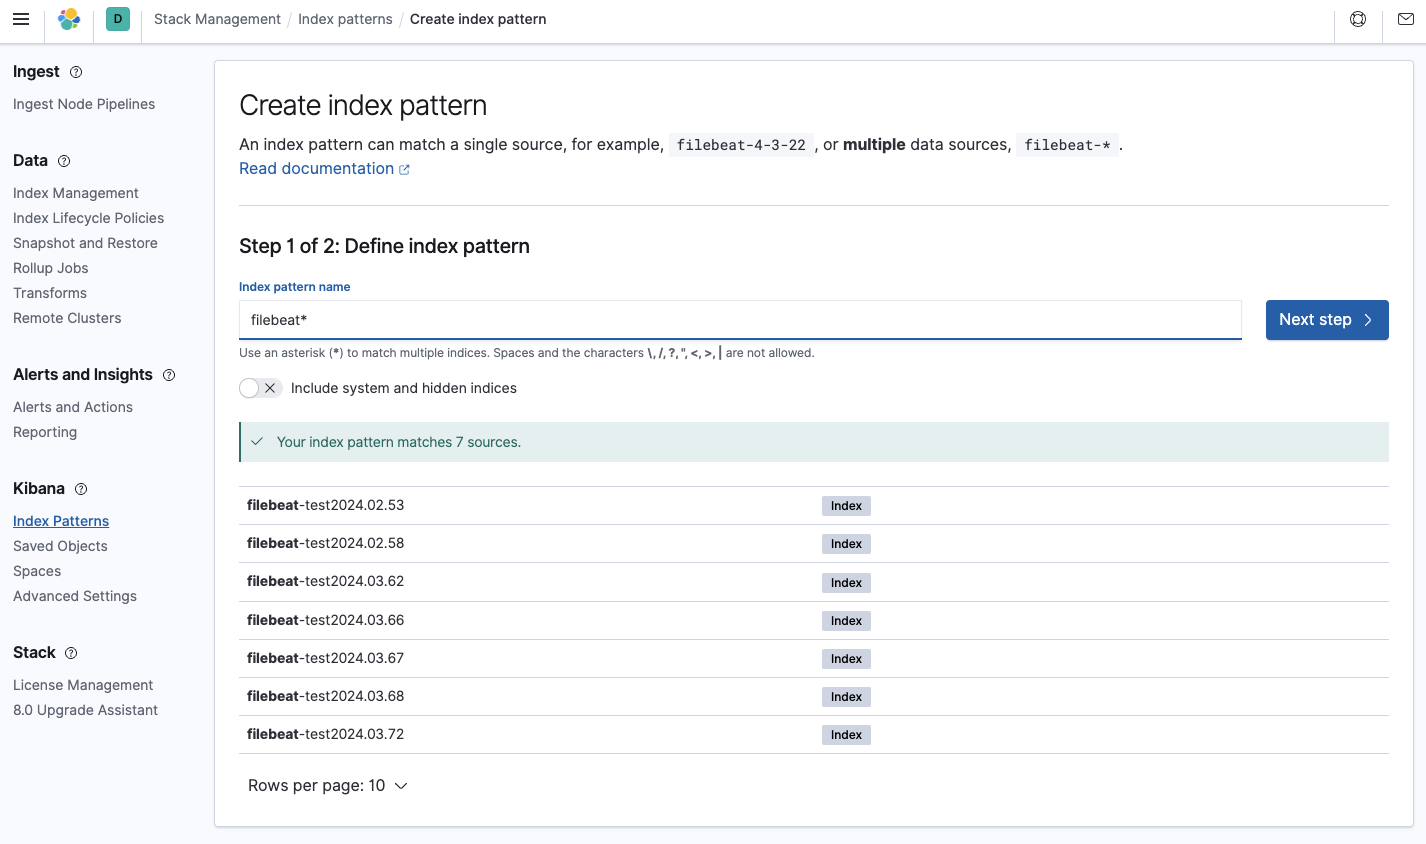 D Stack Management / Index patterns / Create index pattern
Ingest
Ingest Node Pipelines
Data
Index Management
Index Lifecycle Policies
Snapshot and Restore
Rollup Jobs
Transforms
Remote Clusters
Alerts and Insights
Alerts and Actions
Reporting
Kibana
Index Patterns
Saved Objects
Spaces
Advanced Settings
Stack
License Management
8.0 Upgrade Assistant
Create index pattern
An index pattern can match a single source, for example, filebeat-4-3-22 , or multiple data sources, filebeat-* .
Read documentation
Step 1 of 2: Define index pattern
Index pattern name
filebeat*
Next step
Use an asterisk (*) to match multiple indices. Spaces and the characters \, /, ?, ", <, >, | are not allowed.
Include system and hidden indices
Your index pattern matches 7 sources.
filebeat-test2024.02.53 Index
filebeat-test2024.02.58 Index
filebeat-test2024.03.62 Index
filebeat-test2024.03.66 Index
filebeat-test2024.03.67 Index
filebeat-test2024.03.68 Index
filebeat-test2024.03.72 Index
Rows per page: 10